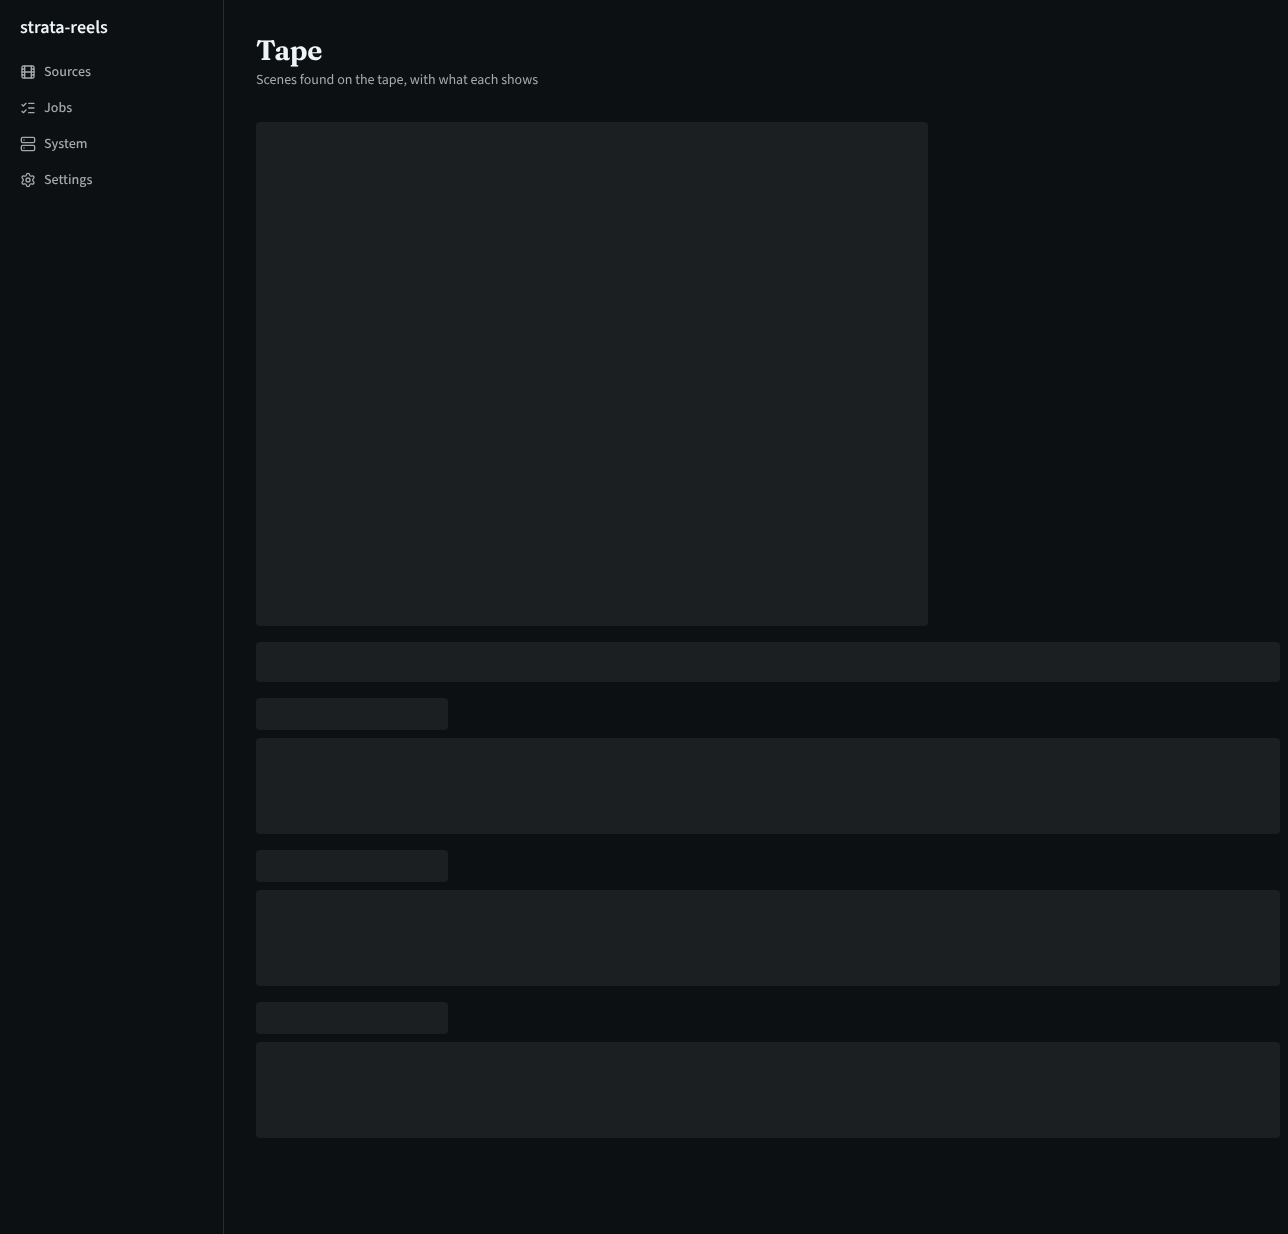 strata-reels
Sources
Jobs
System
Settings
Tape
Scenes found on the tape, with what each shows